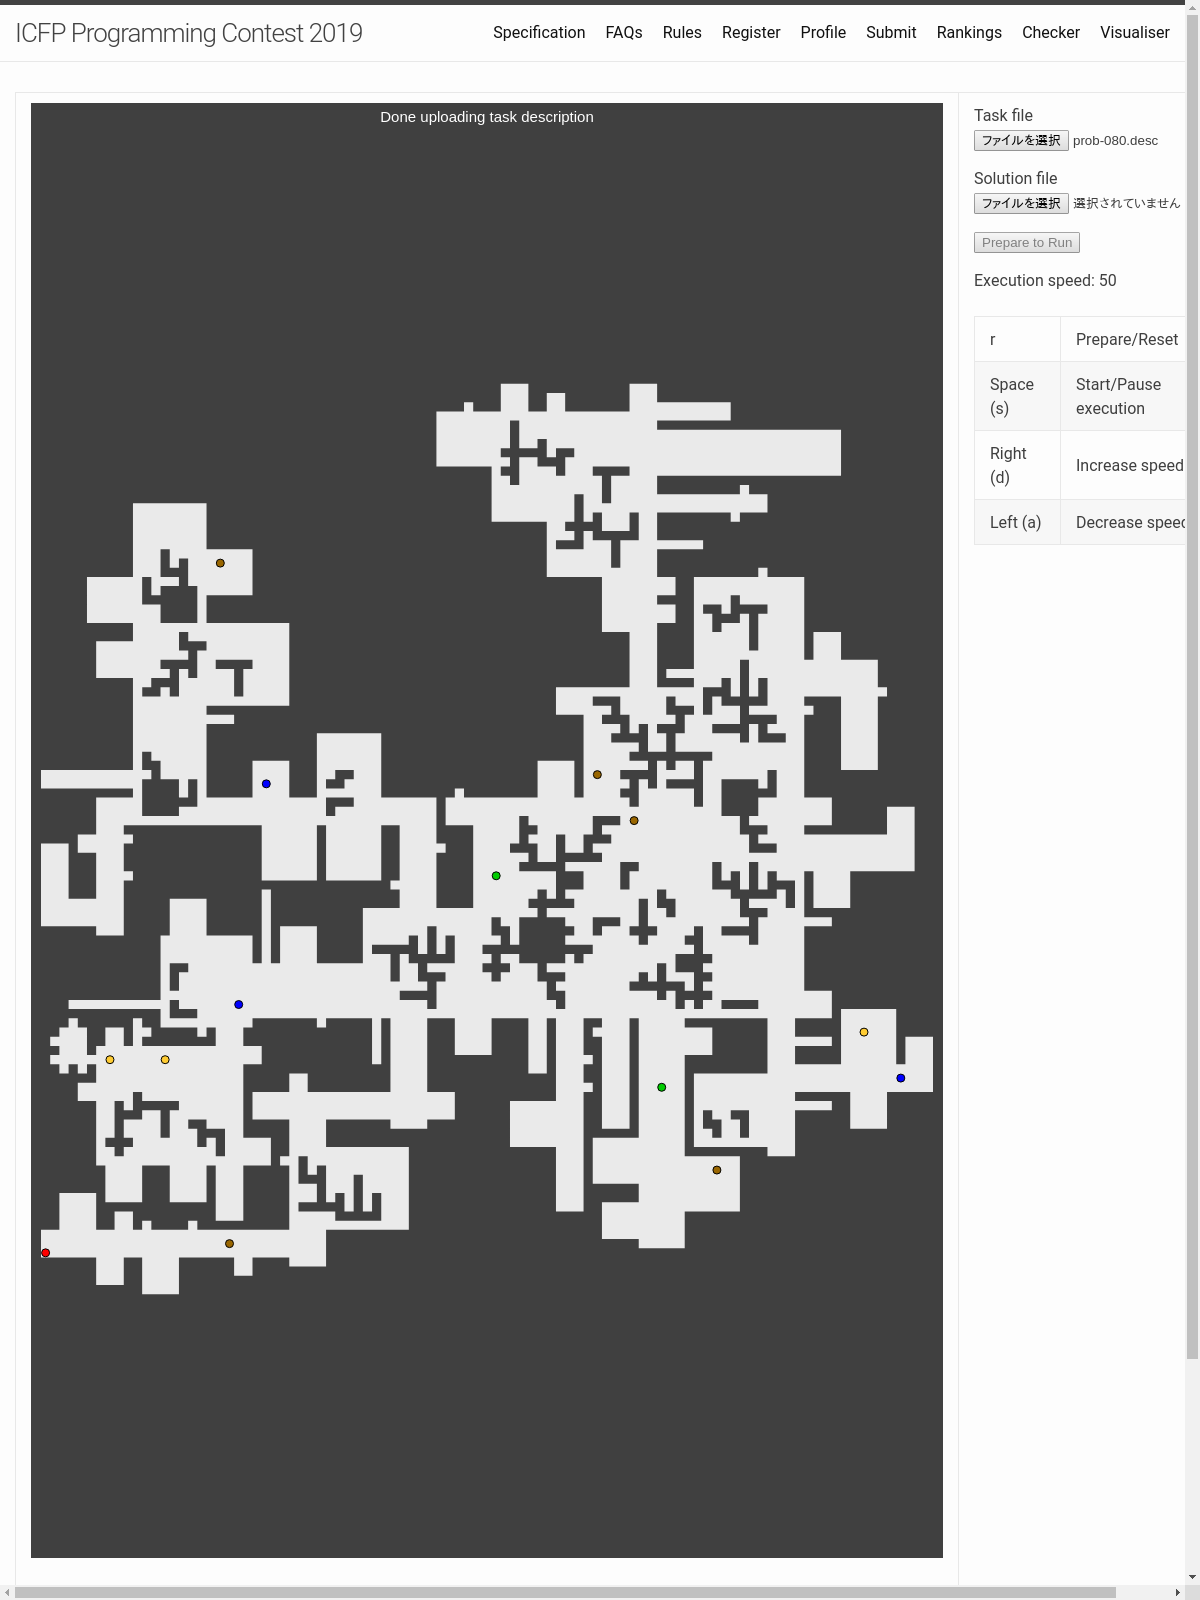 ICFP Programming Contest 2019
Specification FAQs Rules Register Profile Submit Rankings Checker Visualiser
Done uploading task description
Task file
ファイルを選択 prob-080.desc
Solution file
ファイルを選択 選択されていません
Prepare to Run
Execution speed: 50
r Prepare/Reset
Space (s) Start/Pause execution
Right (d) Increase speed
Left (a) Decrease speed